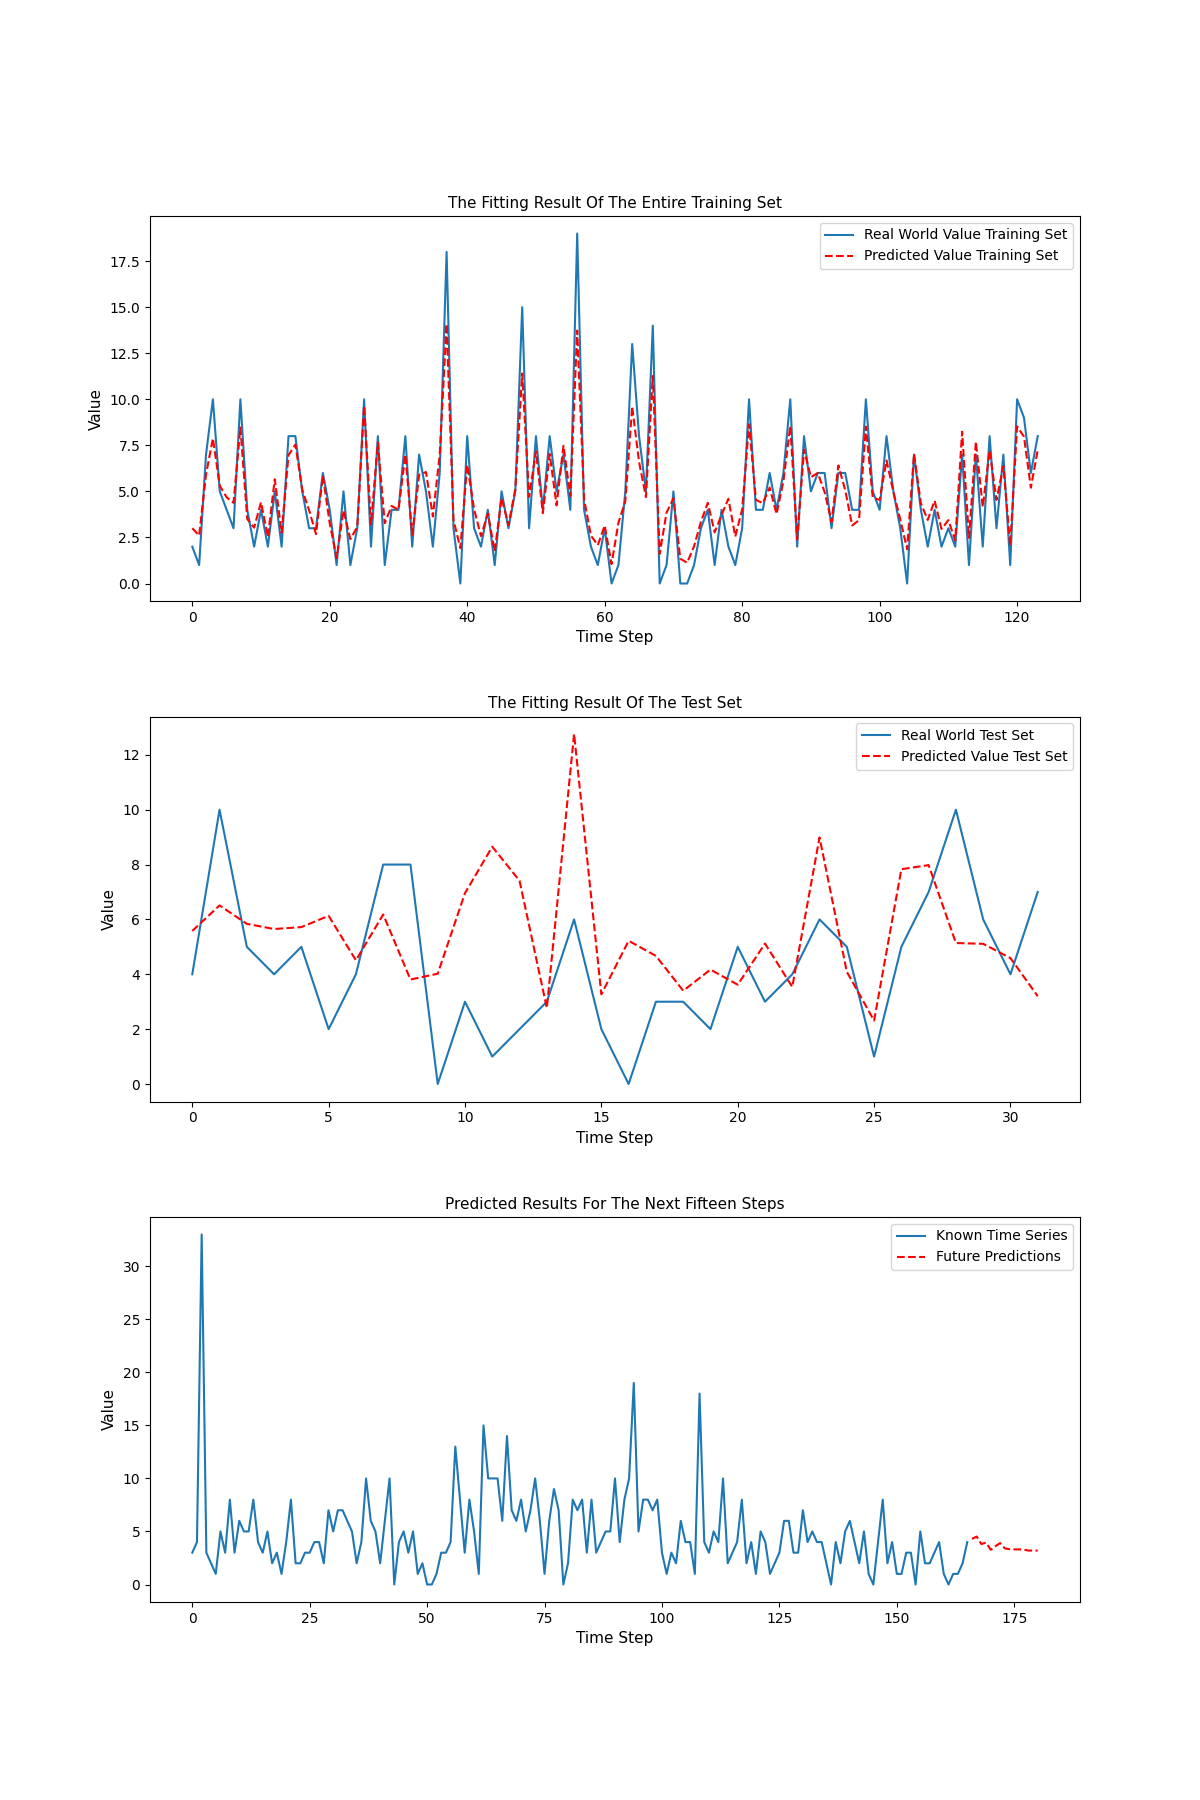 The Fitting Result Of The Entire Training Set
Real World Value Training Set
Predicted Value Training Set
Value
17.5
15.0
12.5
10.0
7.5
5.0
2.5
0.0
0 20 40 60 80 100 120
Time Step
The Fitting Result Of The Test Set
Real World Test Set
Predicted Value Test Set
Value
12
10
8
6
4
2
0
0 5 10 15 20 25 30
Time Step
Predicted Results For The Next Fifteen Steps
Known Time Series
Future Predictions
Value
30
25
20
15
10
5
0
0 25 50 75 100 125 150 175
Time Step